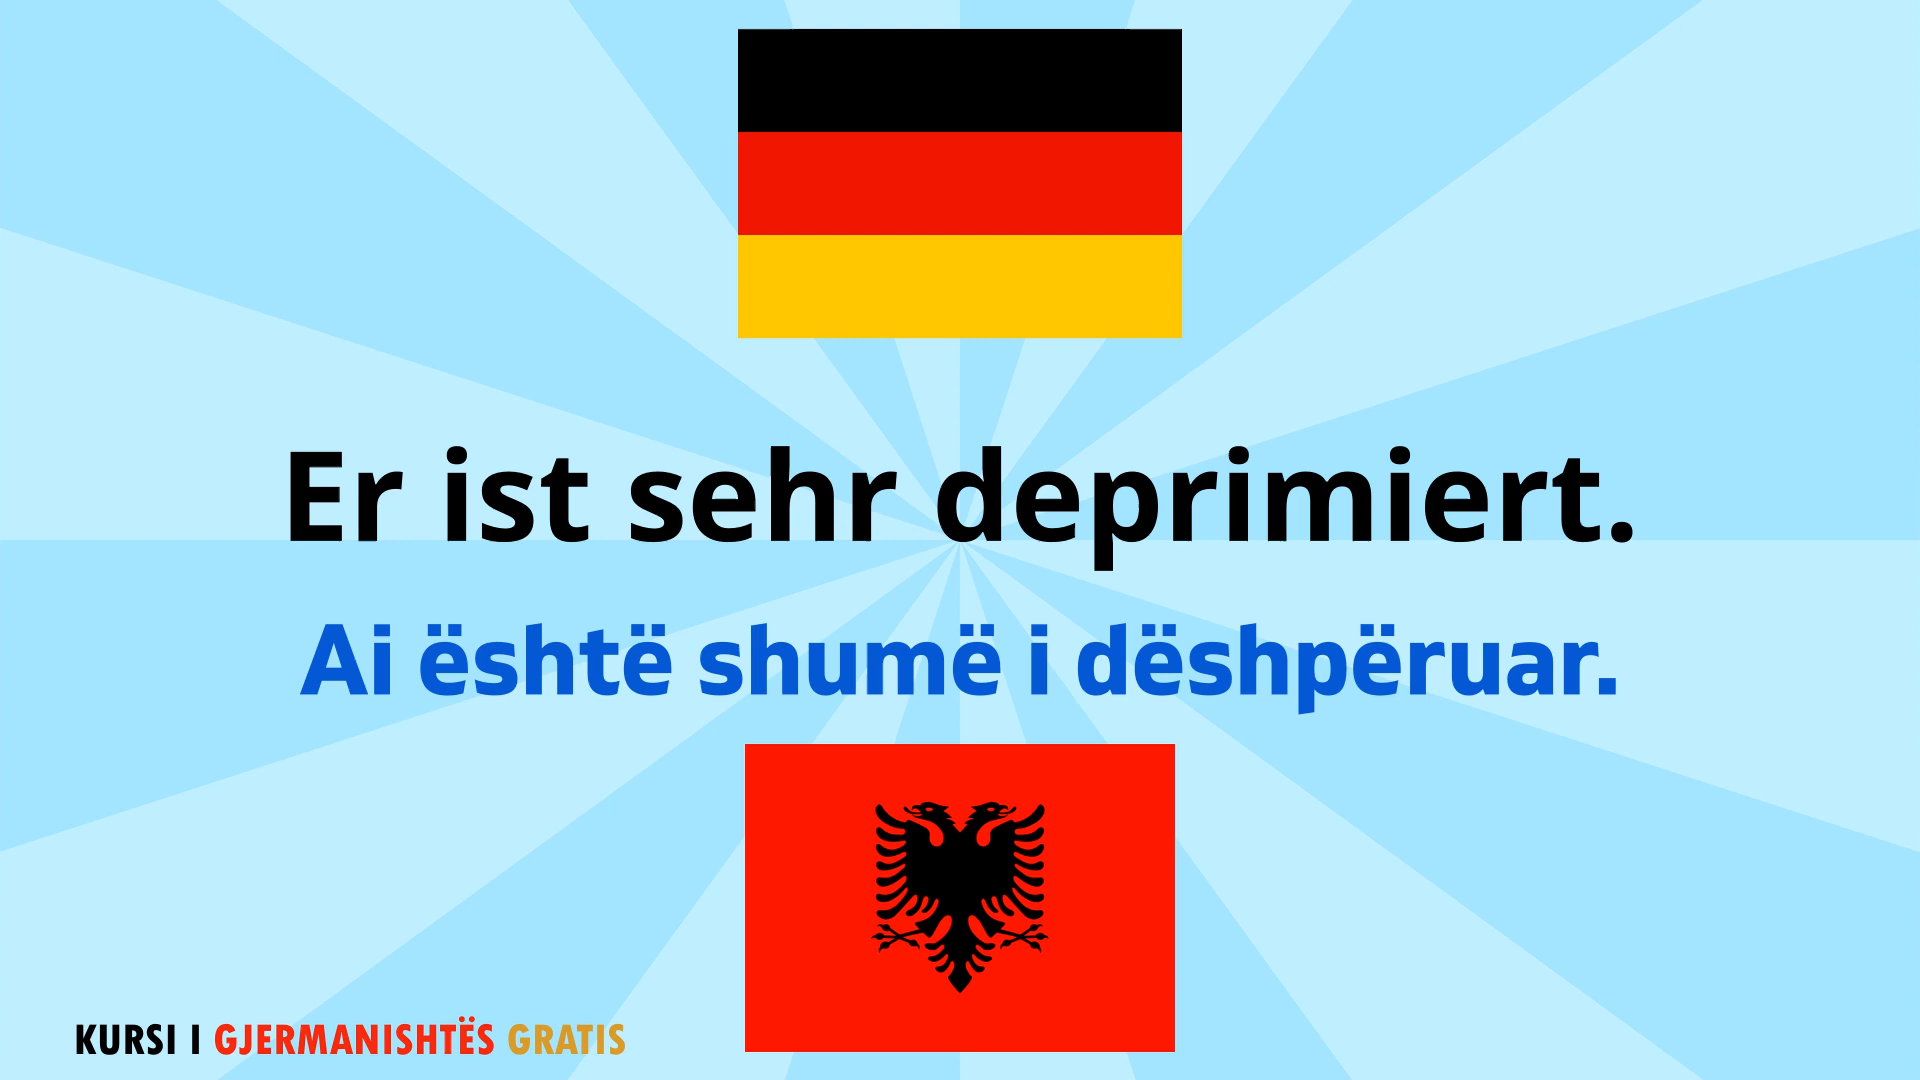 Er ist sehr deprimiert.
Ai është shumë i dëshpëruar.
KURSI I GJERMANISHTËS GRATIS